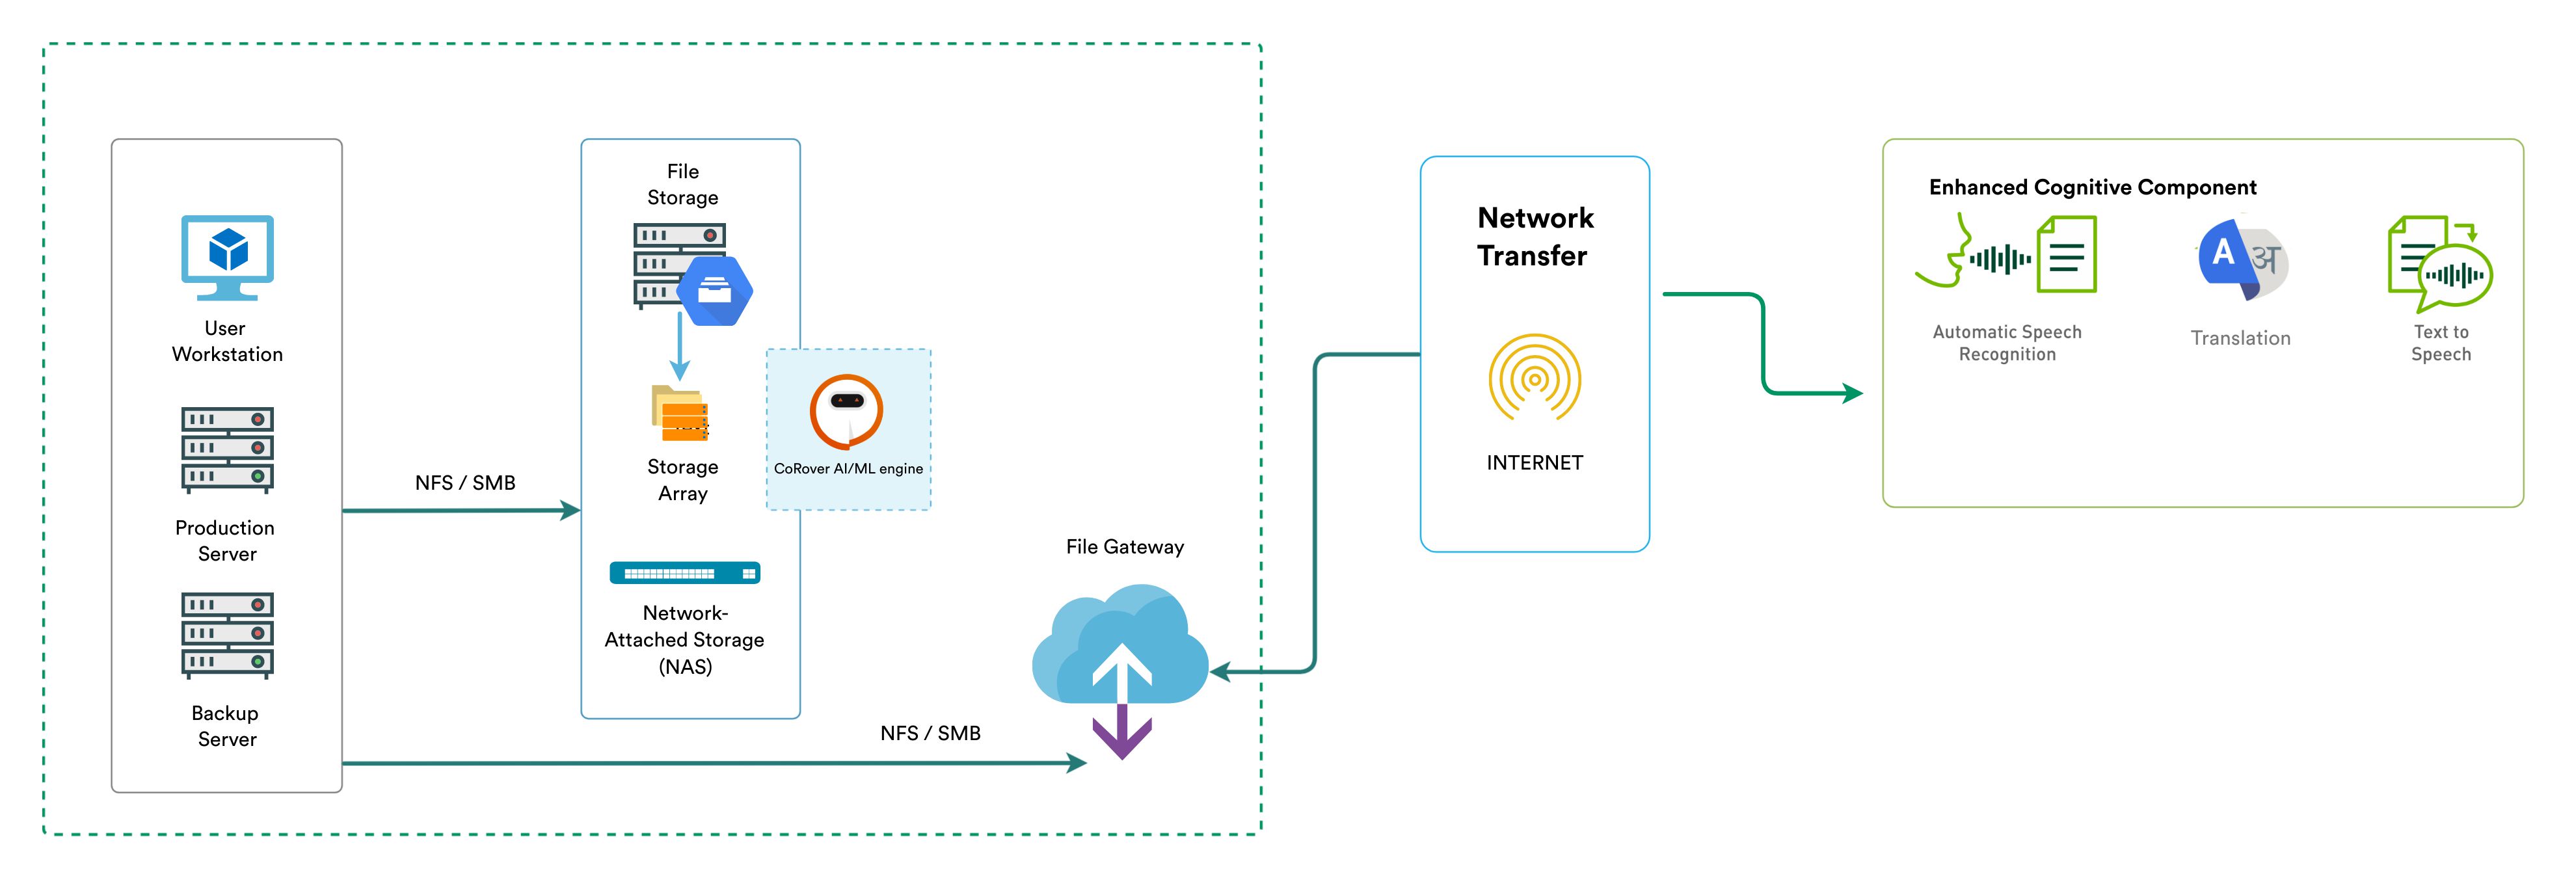 User
Workstation
Production
Server
Backup
Server
NFS / SMB
File
Storage
Storage
Array
CoRover AI/ML engine
Network-
Attached Storage
(NAS)
NFS / SMB
File Gateway
Network
Transfer
INTERNET
Enhanced Cognitive Component
A अ
Automatic Speech
Recognition
Translation
Text to
Speech